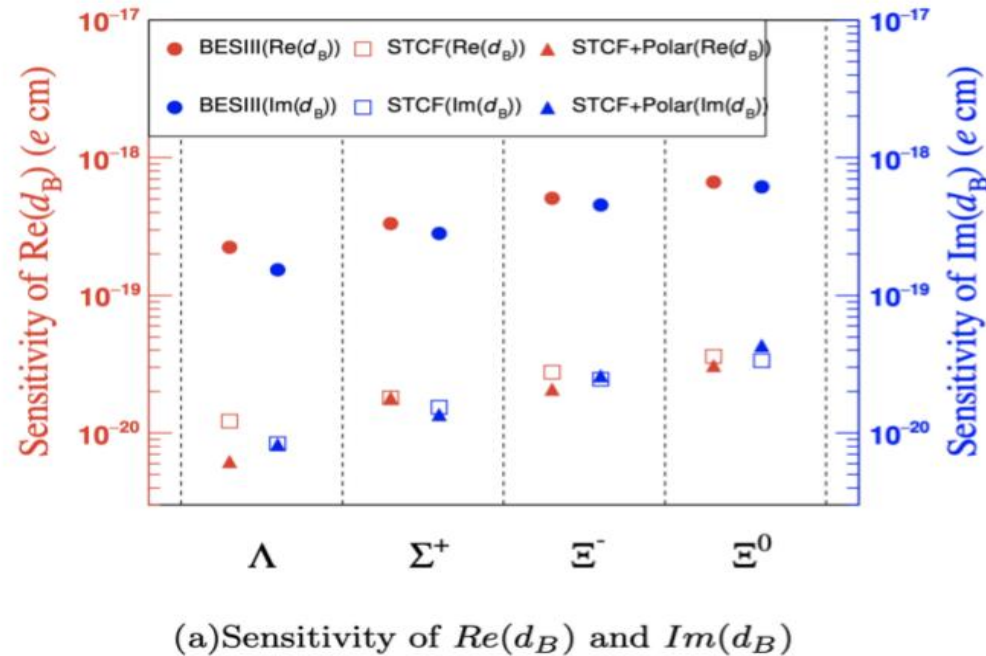 10⁻¹⁷ 10⁻¹⁷
BESIII(Re(d_B)) STCF(Re(d_B)) STCF+Polar(Re(d_B))
BESIII(Im(d_B)) STCF(Im(d_B)) STCF+Polar(Im(d_B))
10⁻¹⁸ 10⁻¹⁸
10⁻¹⁹ 10⁻¹⁹
10⁻²⁰ 10⁻²⁰
Sensitivity of Re(d_B) (e cm)
Sensitivity of Im(d_B) (e cm)
Λ Σ⁺ Ξ⁻ Ξ⁰
(a)Sensitivity of Re(d_B) and Im(d_B)